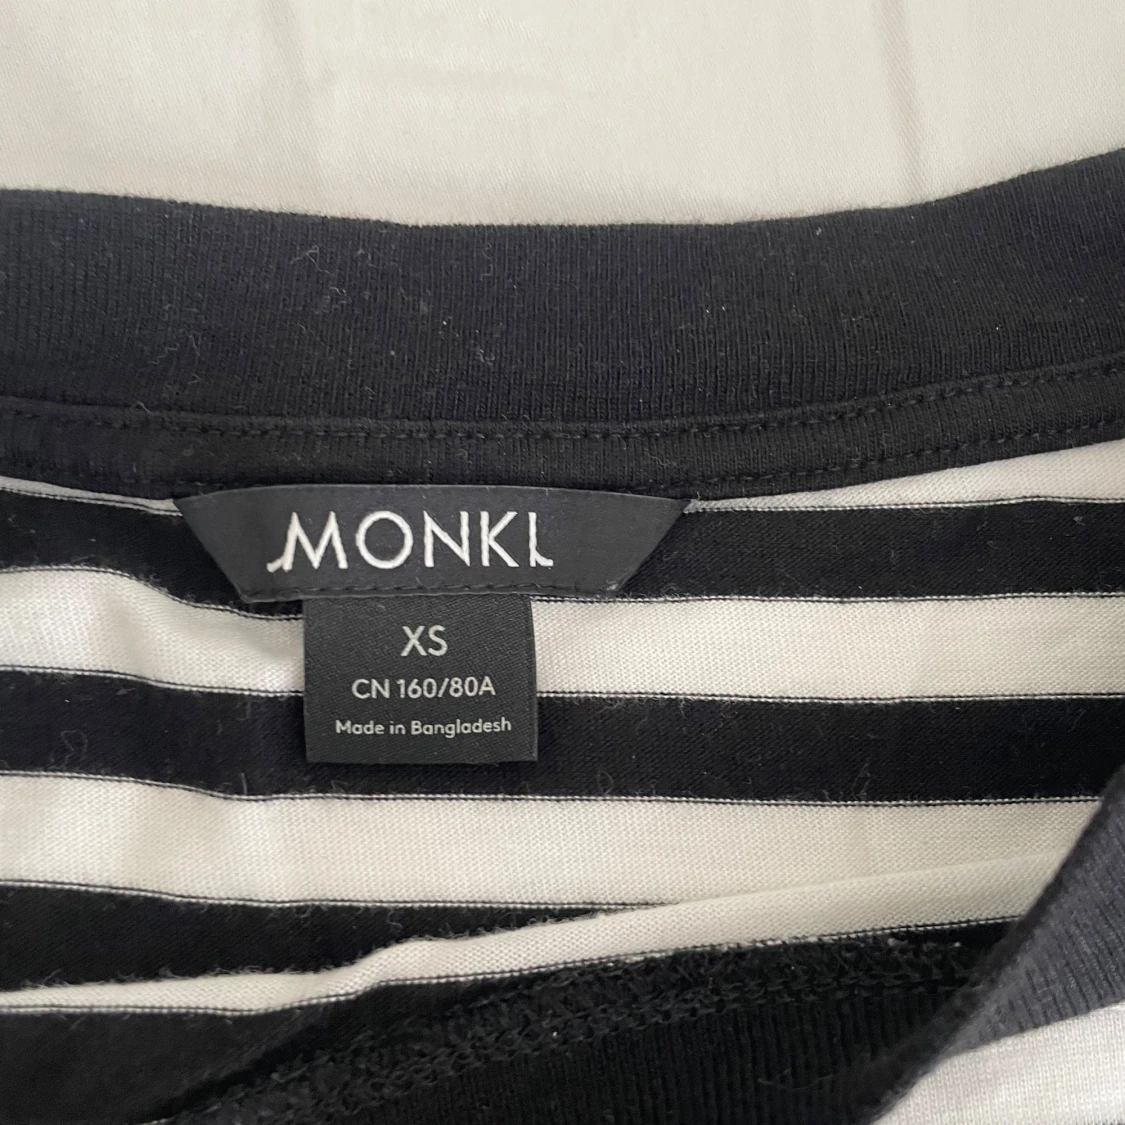 MONKI
XS
CN 160/80A
Made in Bangladesh